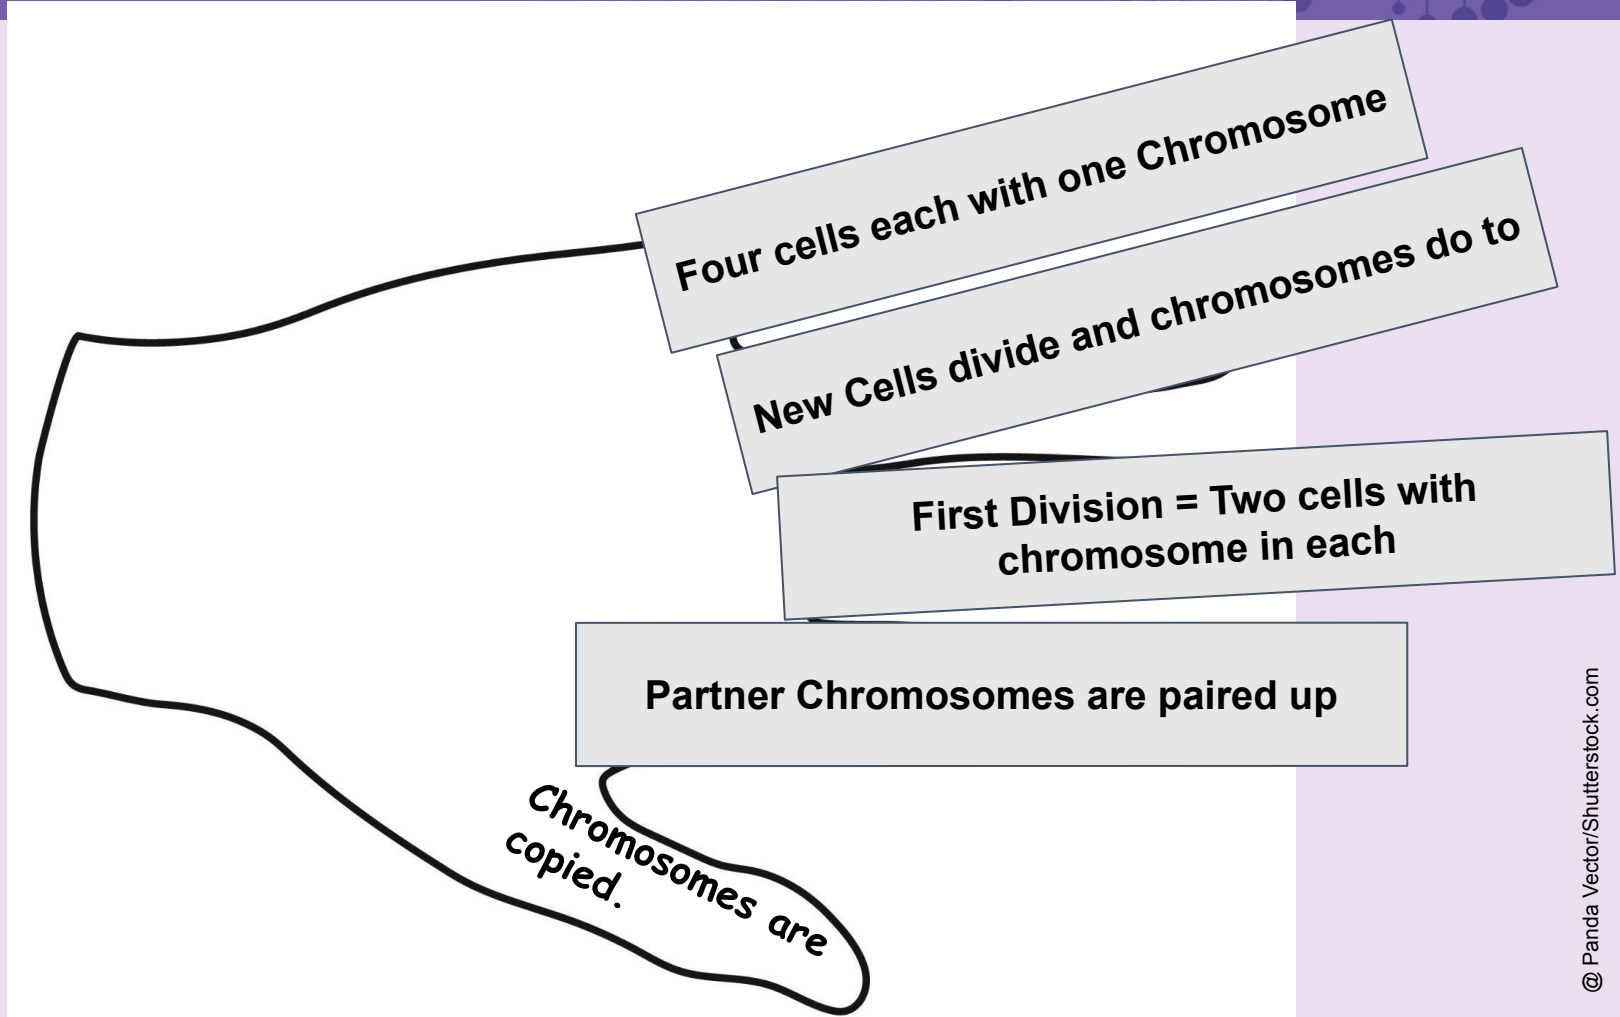 Four cells each with one Chromosome
New Cells divide and chromosomes do to
First Division = Two cells with
chromosome in each
Partner Chromosomes are paired up
Chromosomes are
copied.
@ Panda Vector/Shutterstock.com